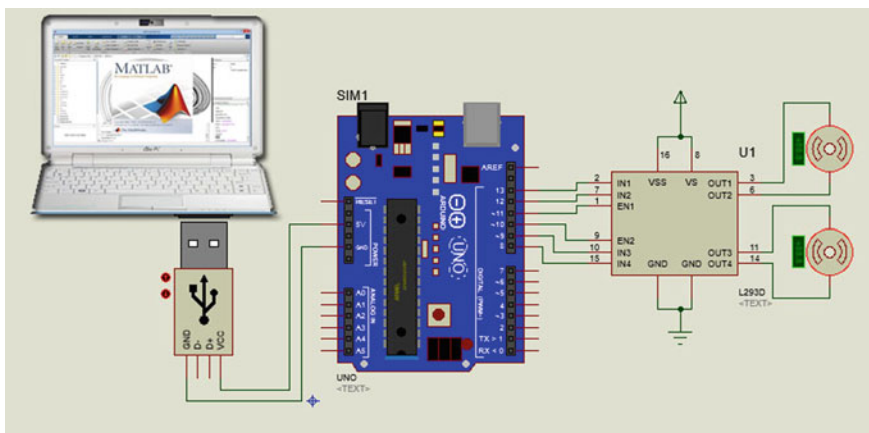 MATLAB
SIM1
AREF
RESET
13
12
5V
~11
~10
GND
~9
8
POWER
ARDUINO
UNO
7
~6
~5
4
~3
2
TX > 1
RX < 0
DIGITAL (PWM~)
A0
A1
A2
A3
A4
A5
ANALOG IN
UNO
<TEXT>
GND
D-
D+
VCC
U1
16
8
2
IN1
VSS
VS
OUT1
3
7
IN2
OUT2
6
1
EN1
9
EN2
10
IN3
OUT3
11
15
IN4
GND
GND
OUT4
14
L293D
<TEXT>